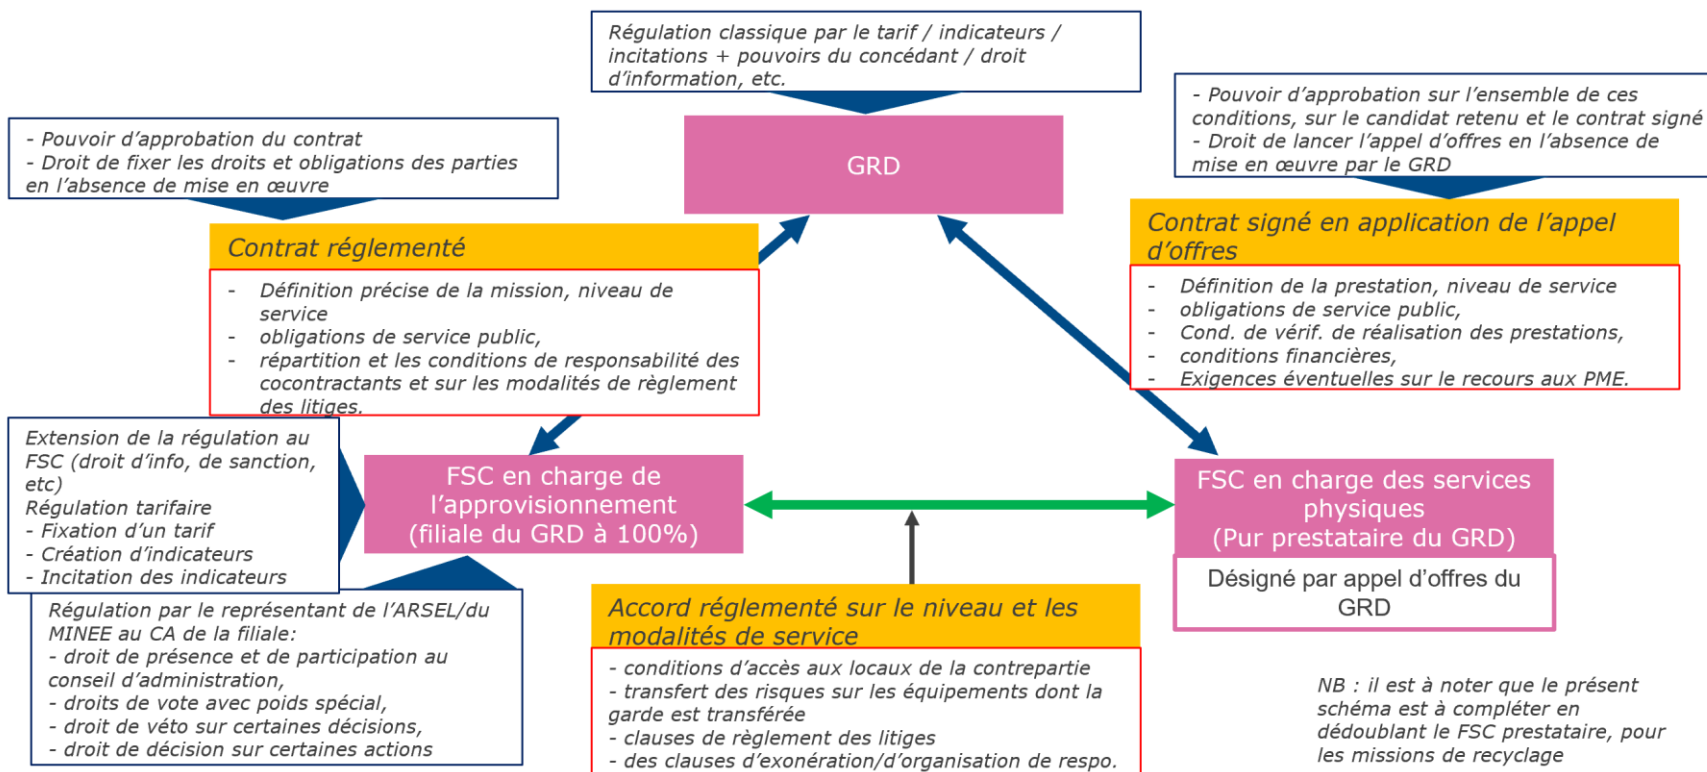 Régulation classique par le tarif / indicateurs /
incitations + pouvoirs du concédant / droit
d’information, etc.
- Pouvoir d’approbation sur l’ensemble de ces
conditions, sur le candidat retenu et le contrat signé
- Droit de lancer l’appel d’offres en l’absence de
mise en œuvre par le GRD
- Pouvoir d’approbation du contrat
- Droit de fixer les droits et obligations des parties
en l’absence de mise en œuvre
GRD
Contrat réglementé
- Définition précise de la mission, niveau de
service
- obligations de service public,
- répartition et les conditions de responsabilité des
cocontractants et sur les modalités de règlement
des litiges.
Contrat signé en application de l’appel
d’offres
- Définition de la prestation, niveau de service
- obligations de service public,
- Cond. de vérif. de réalisation des prestations,
- conditions financières,
- Exigences éventuelles sur le recours aux PME.
Extension de la régulation au
FSC (droit d’info, de sanction,
etc)
Régulation tarifaire
- Fixation d’un tarif
- Création d’indicateurs
- Incitation des indicateurs
FSC en charge de
l’approvisionnement
(filiale du GRD à 100%)
FSC en charge des services
physiques
(Pur prestataire du GRD)
Désigné par appel d’offres du
GRD
Régulation par le représentant de l’ARSEL/du
MINEE au CA de la filiale:
- droit de présence et de participation au
conseil d’administration,
- droits de vote avec poids spécial,
- droit de véto sur certaines décisions,
- droit de décision sur certaines actions
Accord réglementé sur le niveau et les
modalités de service
- conditions d’accès aux locaux de la contrepartie
- transfert des risques sur les équipements dont la
garde est transférée
- clauses de règlement des litiges
- des clauses d’exonération/d’organisation de respo.
NB : il est à noter que le présent
schéma est à compléter en
dédoublant le FSC prestataire, pour
les missions de recyclage